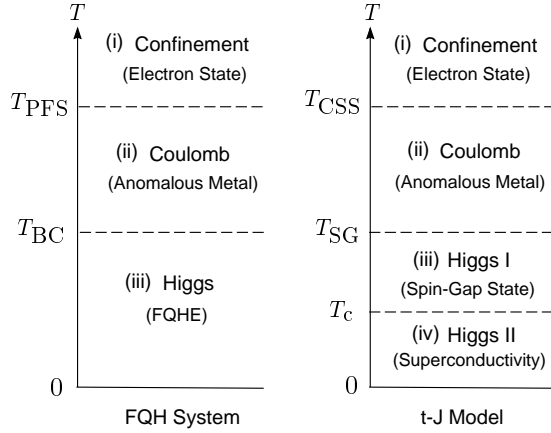 T
(i) Confinement
(Electron State)
T_PFS
(ii) Coulomb
(Anomalous Metal)
T_BC
(iii) Higgs
(FQHE)
0
FQH System
T
(i) Confinement
(Electron State)
T_CSS
(ii) Coulomb
(Anomalous Metal)
T_SG
(iii) Higgs I
(Spin-Gap State)
T_c
(iv) Higgs II
(Superconductivity)
0
t-J Model